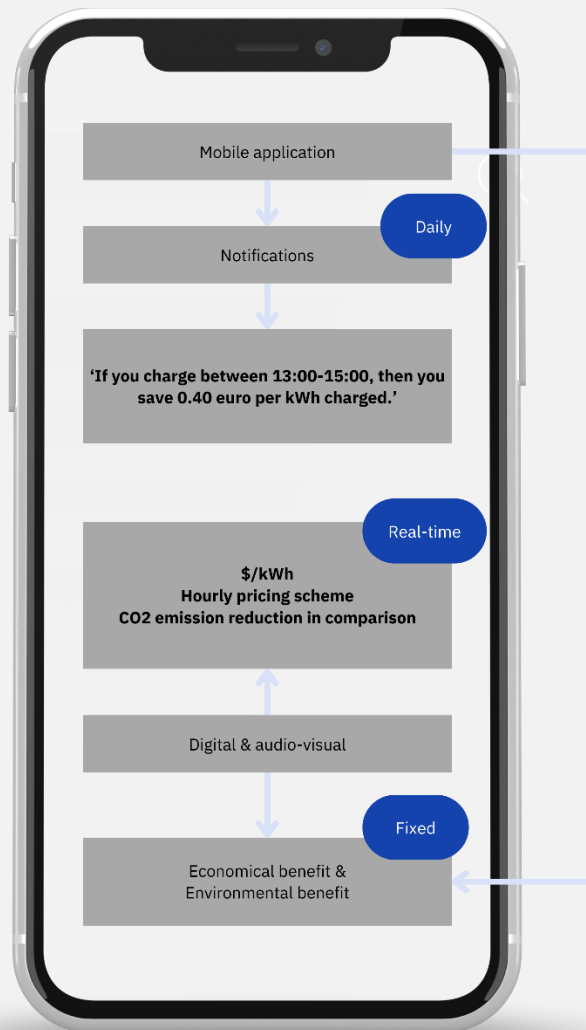 Mobile application
Daily
Notifications
‘If you charge between 13:00-15:00, then you
save 0.40 euro per kWh charged.’
Real-time
$/kWh
Hourly pricing scheme
CO2 emission reduction in comparison
Digital & audio-visual
Fixed
Economical benefit &
Environmental benefit